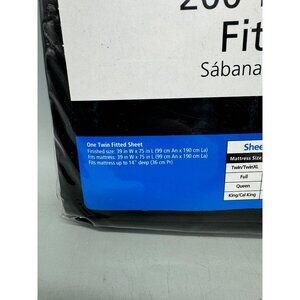 200
Fit
Sábana
One Twin Fitted Sheet
Finished size: 39 in W x 75 in L (99 cm An x 190 cm La)
Fits mattress: 39 in W x 75 in L (99 cm An x 190 cm La)
Fits mattress: up to 14" deep (36 cm Pr)
Shee
Mattress Size
Twin/TwinXL
Full
Queen
King/Cal King